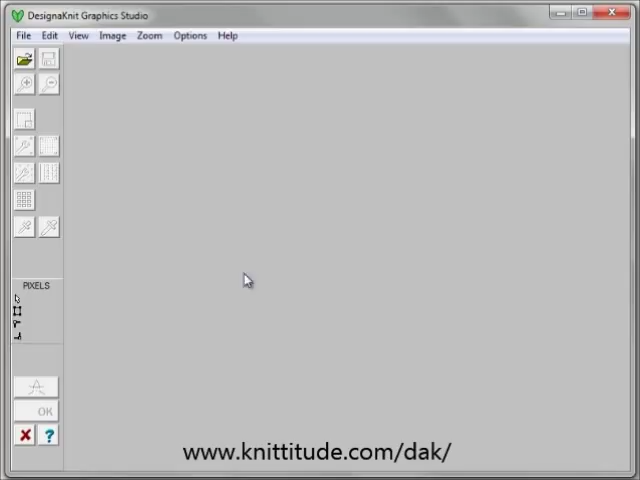 DesignaKnit Graphics Studio
File Edit View Image Zoom Options Help
PIXELS
OK
?
www.knittitude.com/dak/